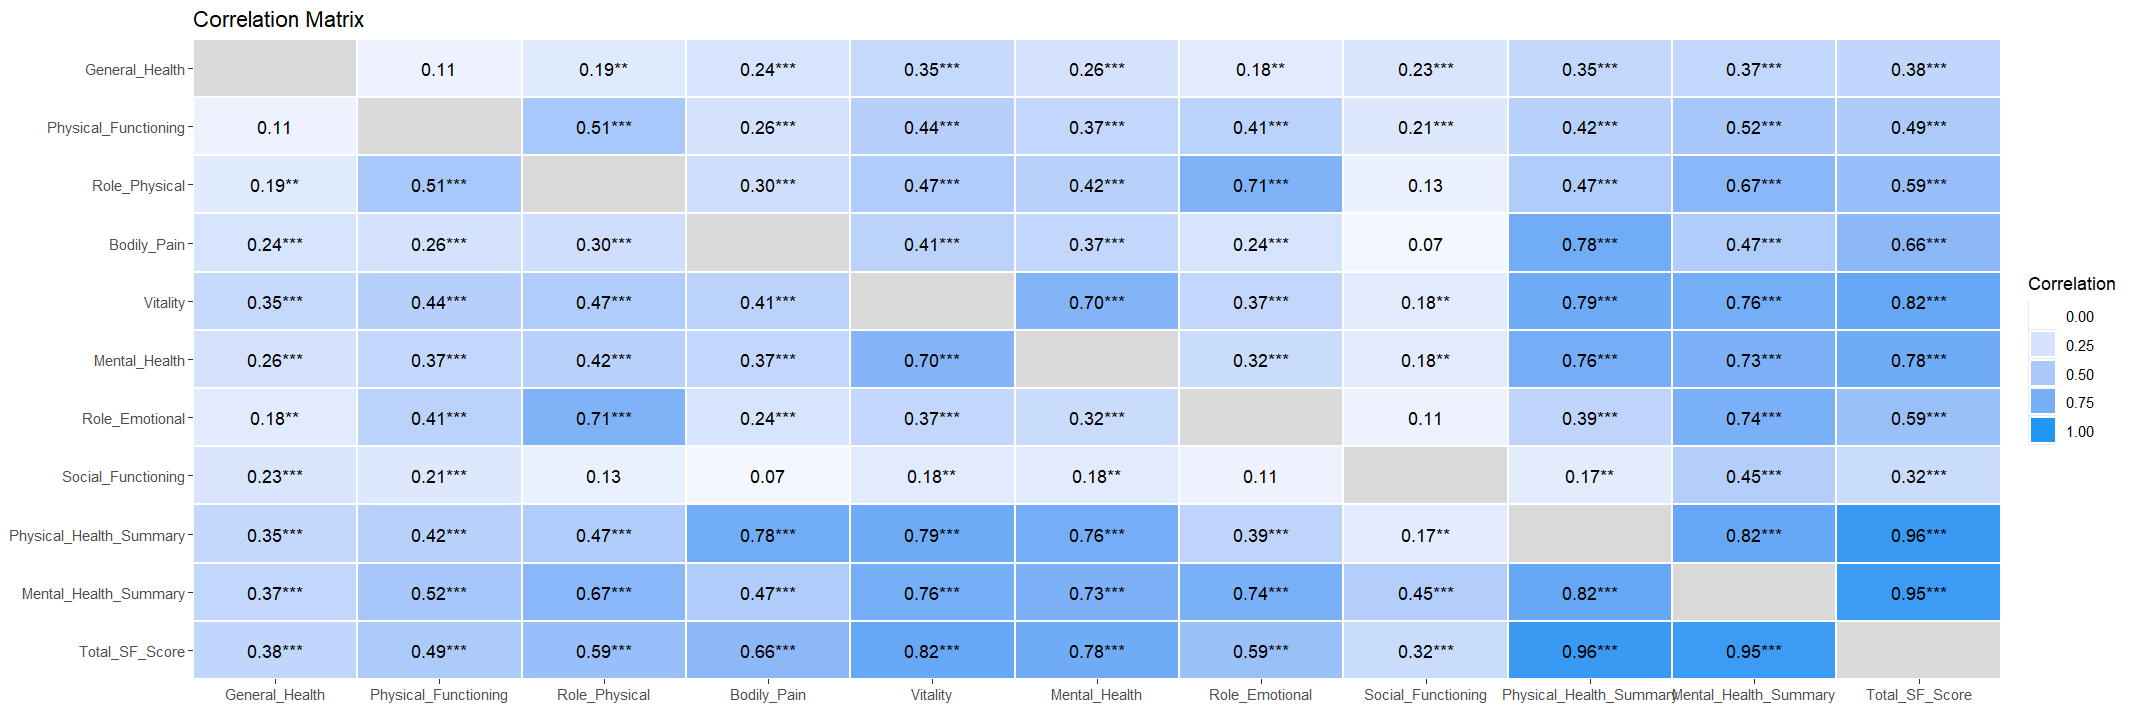 Correlation Matrix
General_Health 0.11 0.19** 0.24*** 0.35*** 0.26*** 0.18** 0.23*** 0.35*** 0.37*** 0.38***
Physical_Functioning 0.11 0.51*** 0.26*** 0.44*** 0.37*** 0.41*** 0.21*** 0.42*** 0.52*** 0.49***
Role_Physical 0.19** 0.51*** 0.30*** 0.47*** 0.42*** 0.71*** 0.13 0.47*** 0.67*** 0.59***
Bodily_Pain 0.24*** 0.26*** 0.30*** 0.41*** 0.37*** 0.24*** 0.07 0.78*** 0.47*** 0.66***
Vitality 0.35*** 0.44*** 0.47*** 0.41*** 0.70*** 0.37*** 0.18** 0.79*** 0.76*** 0.82***
Mental_Health 0.26*** 0.37*** 0.42*** 0.37*** 0.70*** 0.32*** 0.18** 0.76*** 0.73*** 0.78***
Role_Emotional 0.18** 0.41*** 0.71*** 0.24*** 0.37*** 0.32*** 0.11 0.39*** 0.74*** 0.59***
Social_Functioning 0.23*** 0.21*** 0.13 0.07 0.18** 0.18** 0.11 0.17** 0.45*** 0.32***
Physical_Health_Summary 0.35*** 0.42*** 0.47*** 0.78*** 0.79*** 0.76*** 0.39*** 0.17** 0.82*** 0.96***
Mental_Health_Summary 0.37*** 0.52*** 0.67*** 0.47*** 0.76*** 0.73*** 0.74*** 0.45*** 0.82*** 0.95***
Total_SF_Score 0.38*** 0.49*** 0.59*** 0.66*** 0.82*** 0.78*** 0.59*** 0.32*** 0.96*** 0.95***
General_Health Physical_Functioning Role_Physical Bodily_Pain Vitality Mental_Health Role_Emotional Social_Functioning Physical_Health_Summary Mental_Health_Summary Total_SF_Score
Correlation
0.00
0.25
0.50
0.75
1.00